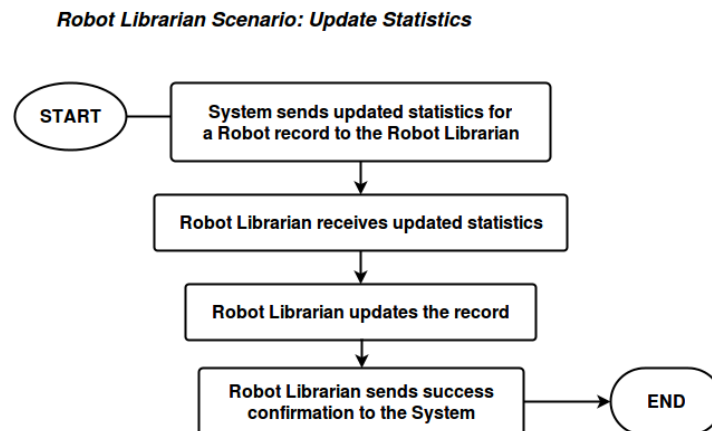 Robot Librarian Scenario: Update Statistics
START
System sends updated statistics for
a Robot record to the Robot Librarian
Robot Librarian receives updated statistics
Robot Librarian updates the record
Robot Librarian sends success
confirmation to the System
END